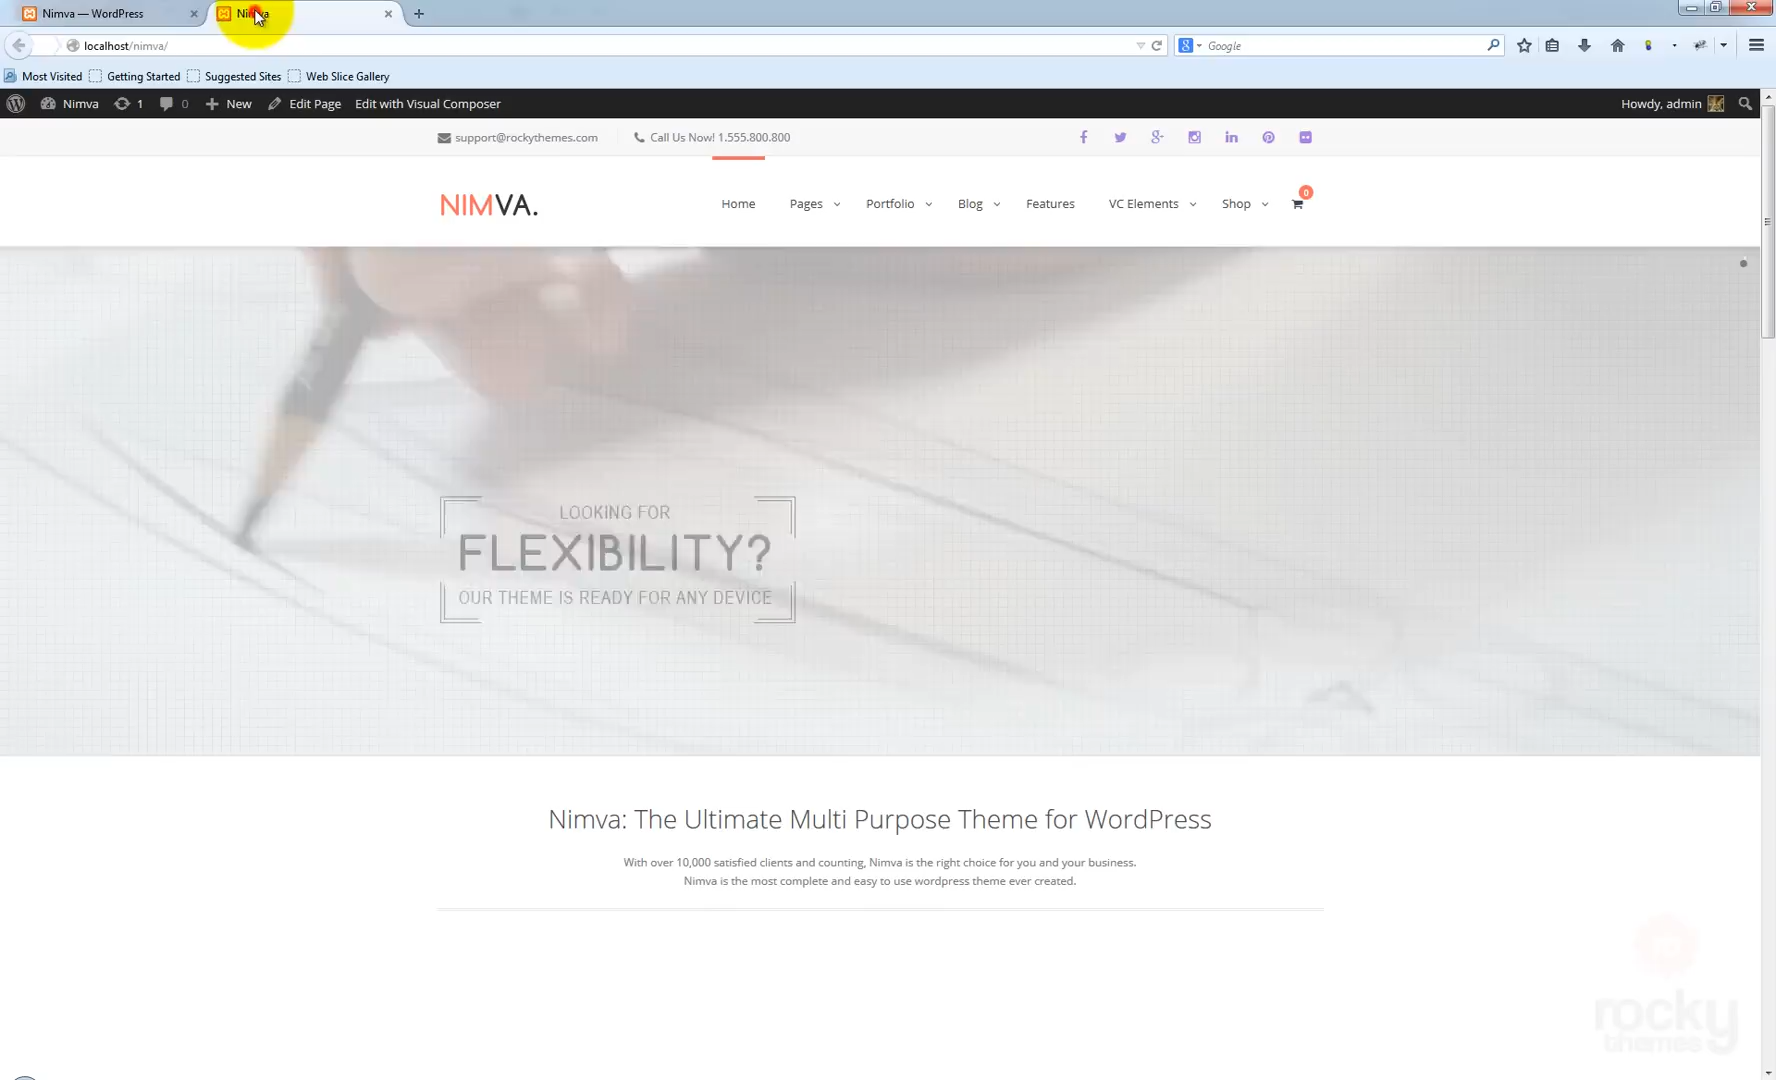 Nimva — WordPress
localhost/nimva/
Google
Most Visited Getting Started Suggested Sites Web Slice Gallery
Nimva 1 0 New Edit Page Edit with Visual Composer Howdy, admin
support@rockythemes.com Call Us Now! 1.555.800.800
NIMVA. Home Pages Portfolio Blog Features VC Elements Shop 0
LOOKING FOR
FLEXIBILITY?
OUR THEME IS READY FOR ANY DEVICE
Nimva: The Ultimate Multi Purpose Theme for WordPress
With over 10,000 satisfied clients and counting, Nimva is the right choice for you and your business.
Nimva is the most complete and easy to use wordpress theme ever created.
rocky
themes